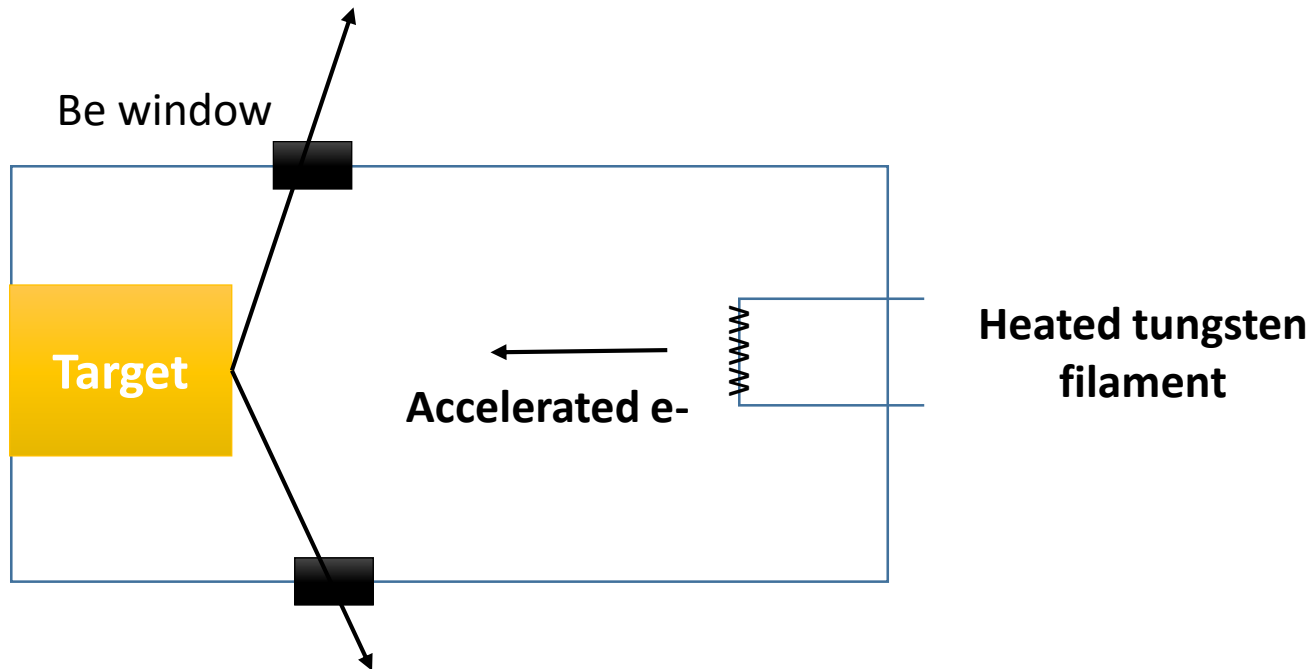 Be window
Target
Accelerated e-
Heated tungsten
filament